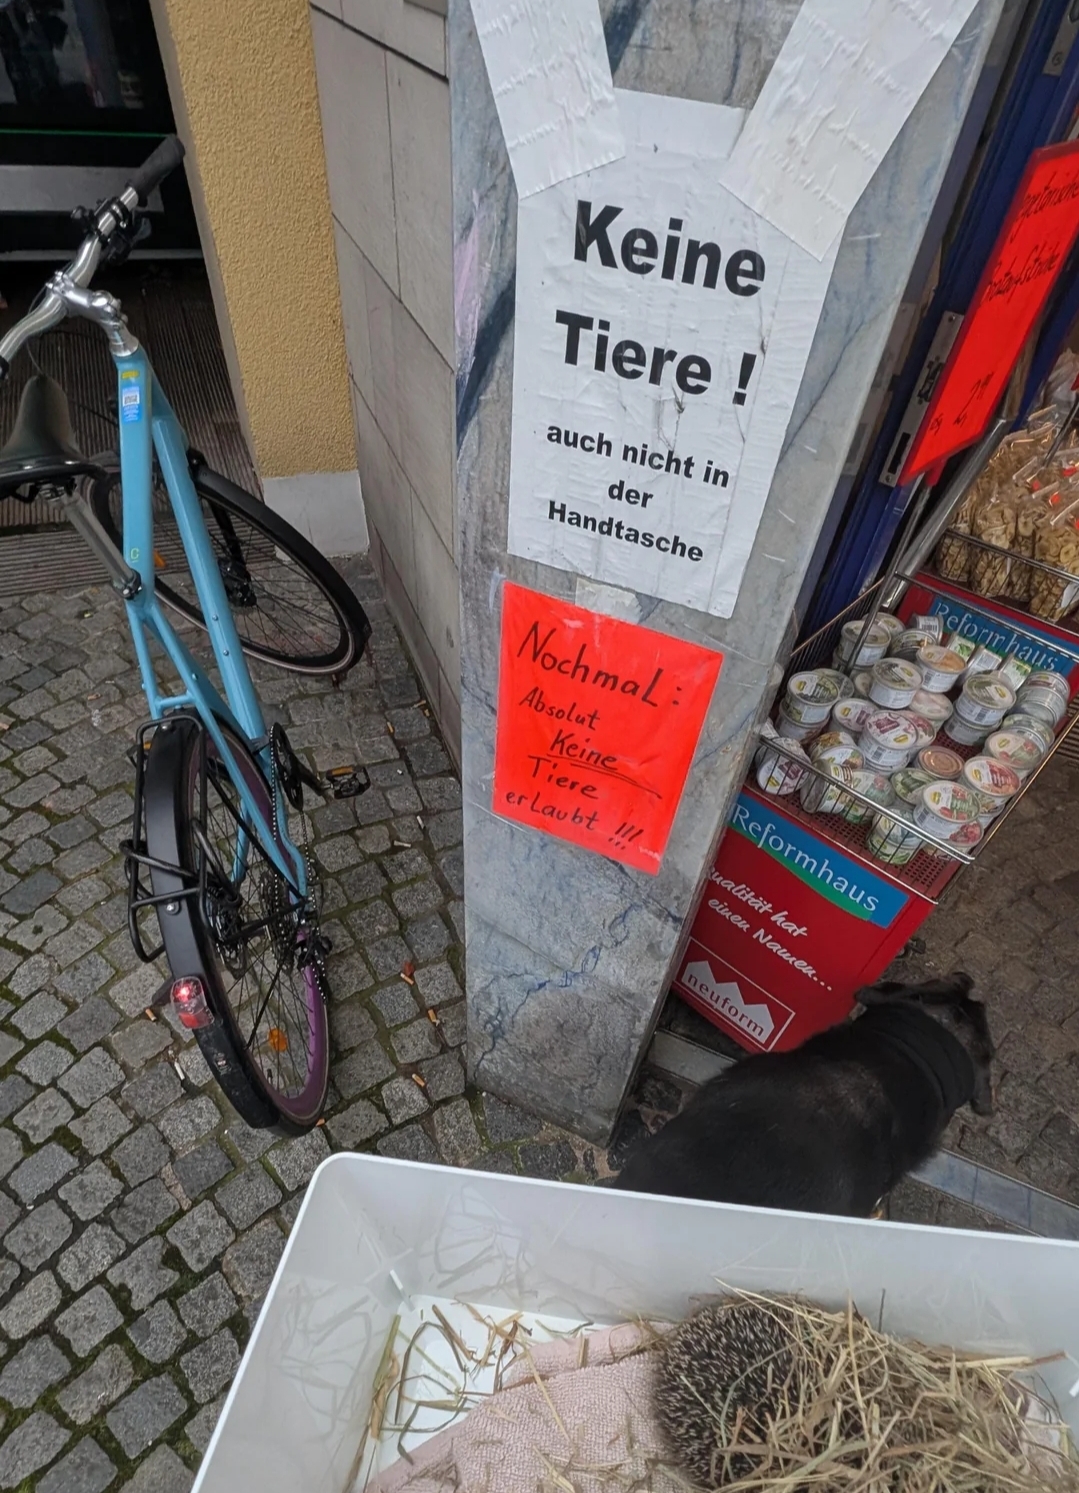 Keine
Tiere !
auch nicht in
der
Handtasche
Nochmal:
Absolut
Keine
Tiere
erlaubt !!!
Reformhaus
Reformhaus
Qualität hat
einen Namen...
neuform